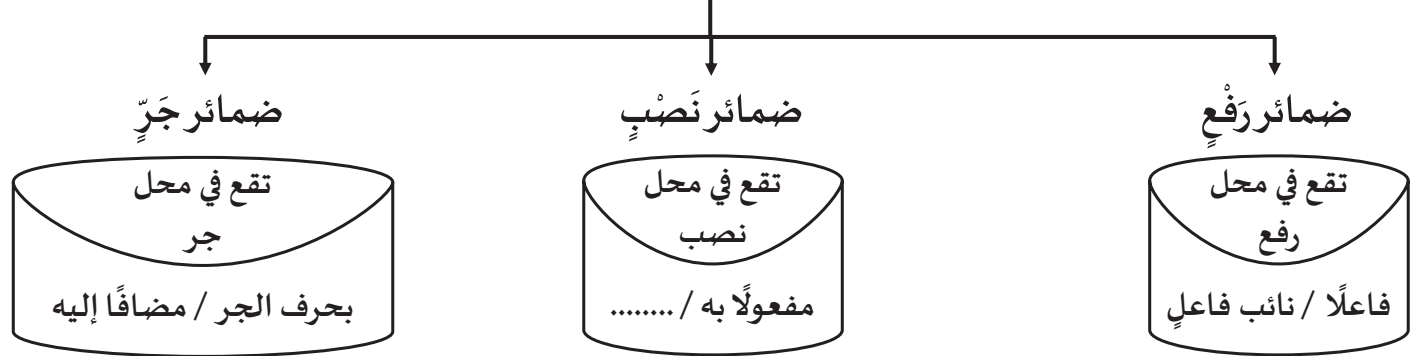 ضمائر رَفْعٍ
تقع في محل
رفع
فاعلًا / نائب فاعلٍ
ضمائر نَصْبٍ
تقع في محل
نصب
مفعولًا به / ........
ضمائر جَرٍّ
تقع في محل
جر
بحرف الجر / مضافًا إليه